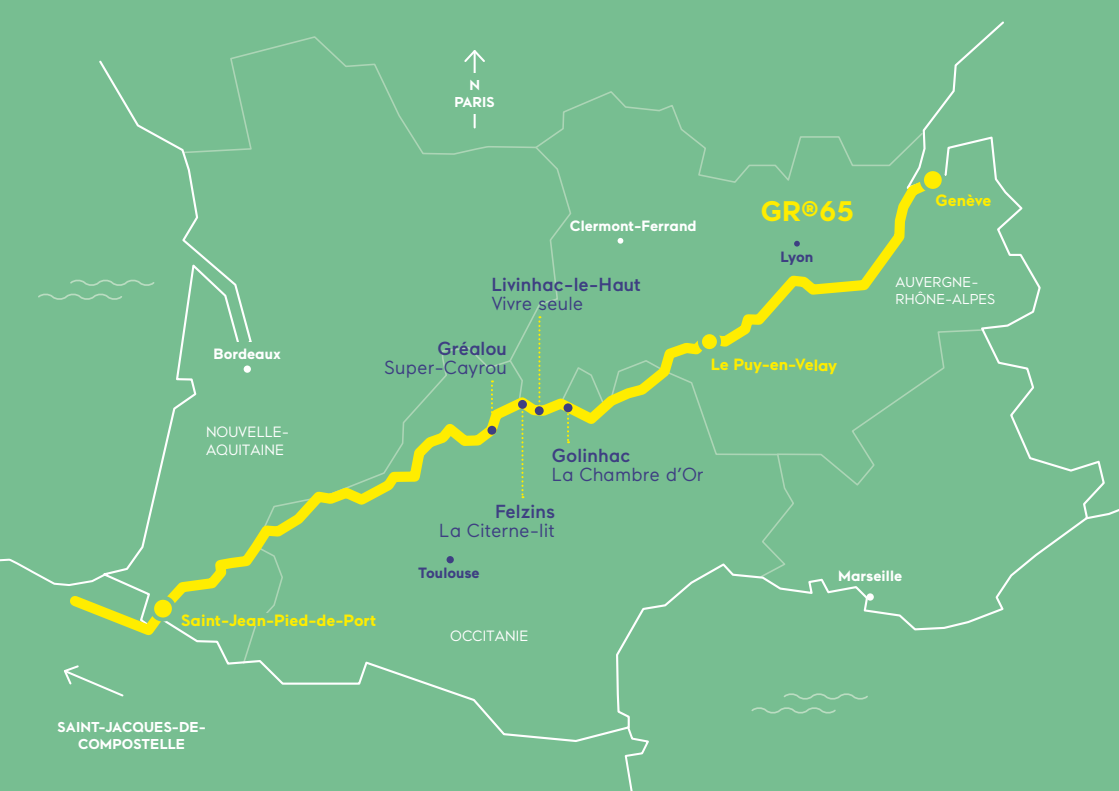 N
PARIS
Genève
GR®65
Clermont-Ferrand
Lyon
AUVERGNE-
RHÔNE-ALPES
Livinhac-le-Haut
Vivre seule
Gréalou
Super-Cayrou
Bordeaux
Le Puy-en-Velay
NOUVELLE-
AQUITAINE
Golinhac
La Chambre d’Or
Felzins
La Citerne-lit
Toulouse
Marseille
Saint-Jean-Pied-de-Port
OCCITANIE
SAINT-JACQUES-DE-
COMPOSTELLE